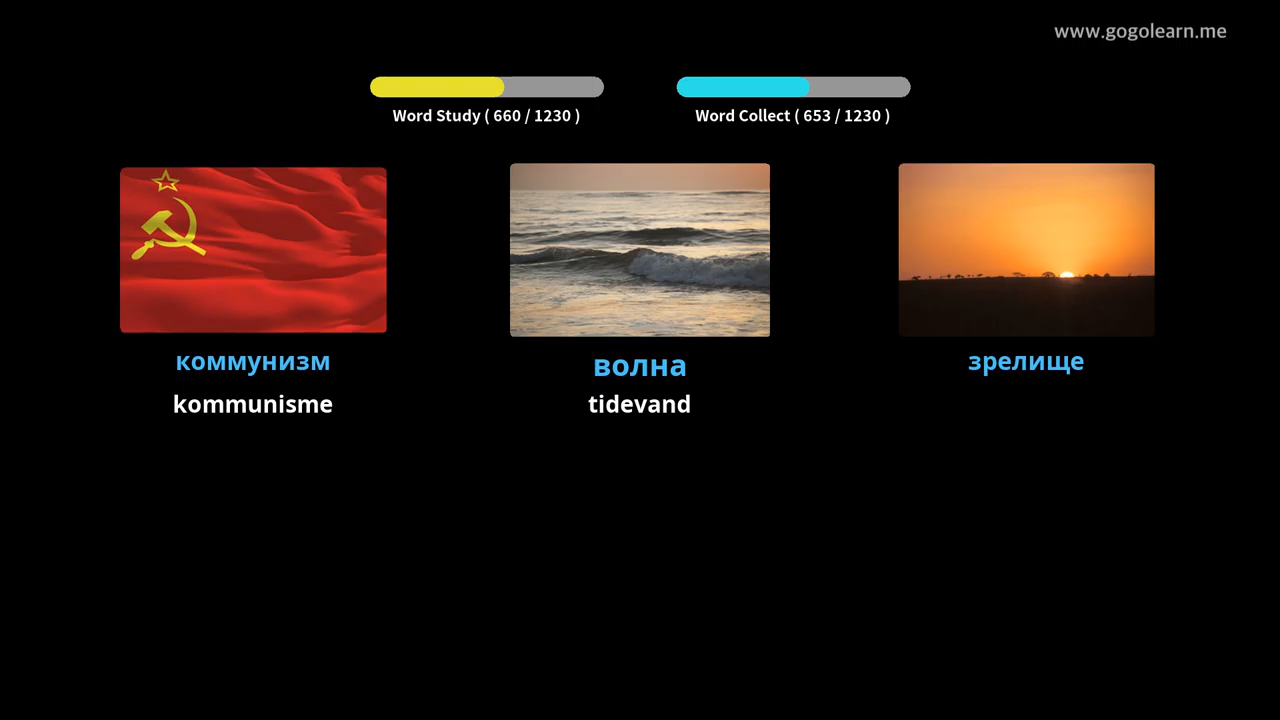 www.gogolearn.me
Word Study ( 660 / 1230 )
Word Collect ( 653 / 1230 )
коммунизм
волна
зрелище
kommunisme
tidevand